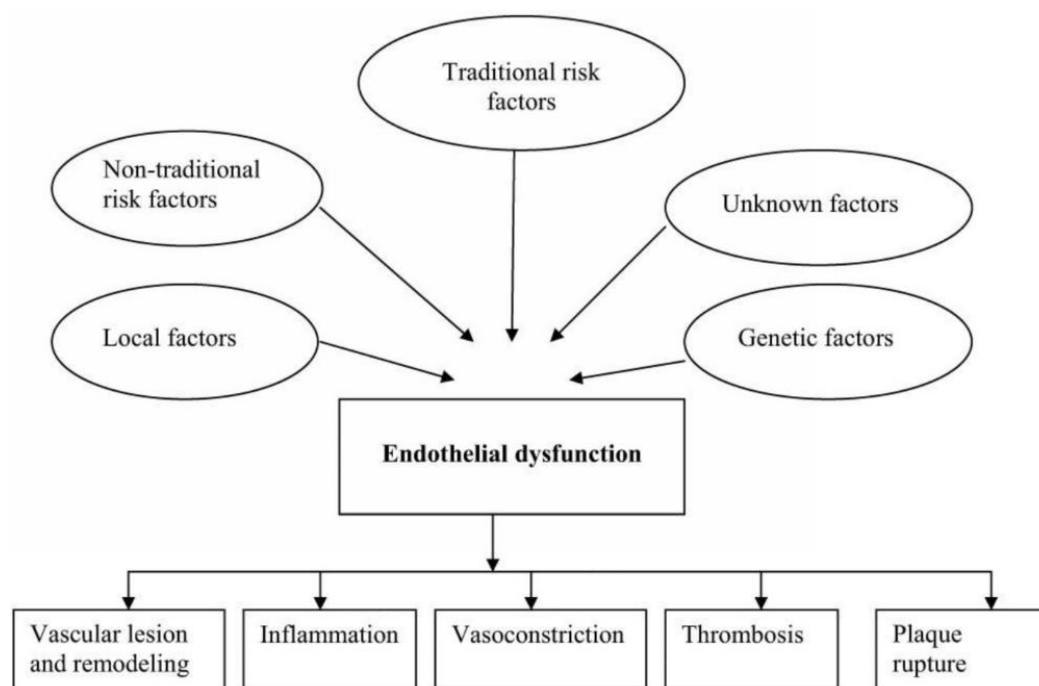 Traditional risk
factors
Non-traditional
risk factors
Unknown factors
Local factors
Genetic factors
Endothelial dysfunction
Vascular lesion
and remodeling
Inflammation
Vasoconstriction
Thrombosis
Plaque
rupture